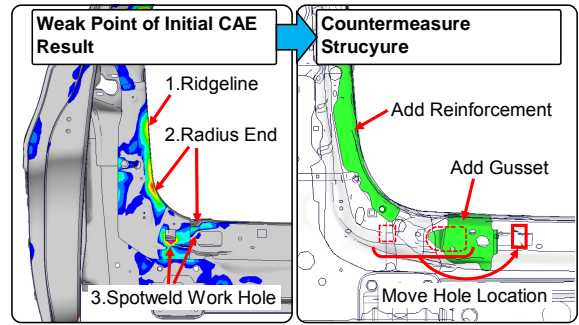 Weak Point of Initial CAE
Result
1.Ridgeline
2.Radius End
3.Spotweld Work Hole
Countermeasure
Strucyure
Add Reinforcement
Add Gusset
Move Hole Location